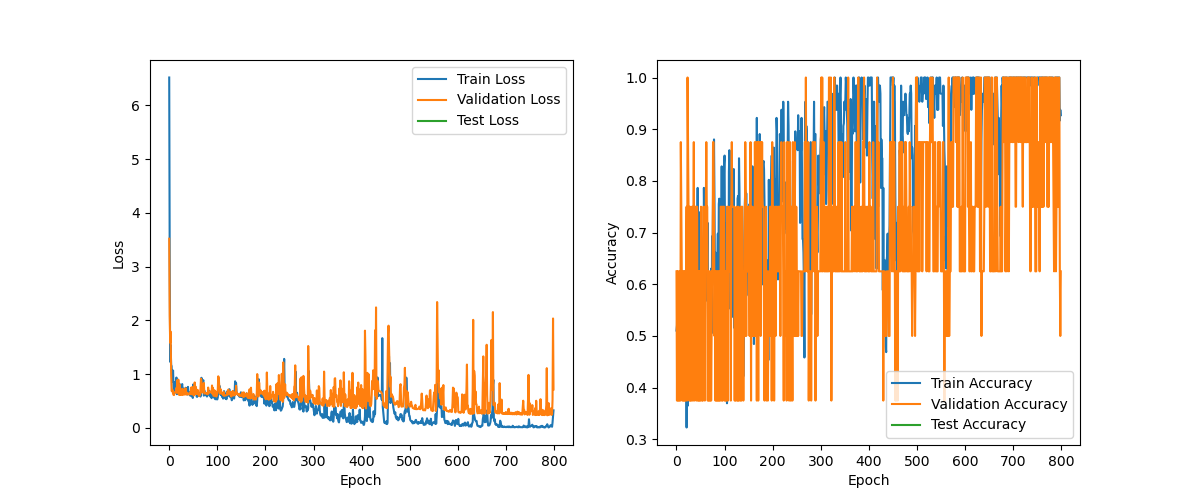 Train Loss
Validation Loss
Test Loss
6
5
4
3
2
1
0
Loss
0 100 200 300 400 500 600 700 800
Epoch
1.0
0.9
0.8
0.7
0.6
0.5
0.4
0.3
Accuracy
Train Accuracy
Validation Accuracy
Test Accuracy
0 100 200 300 400 500 600 700 800
Epoch